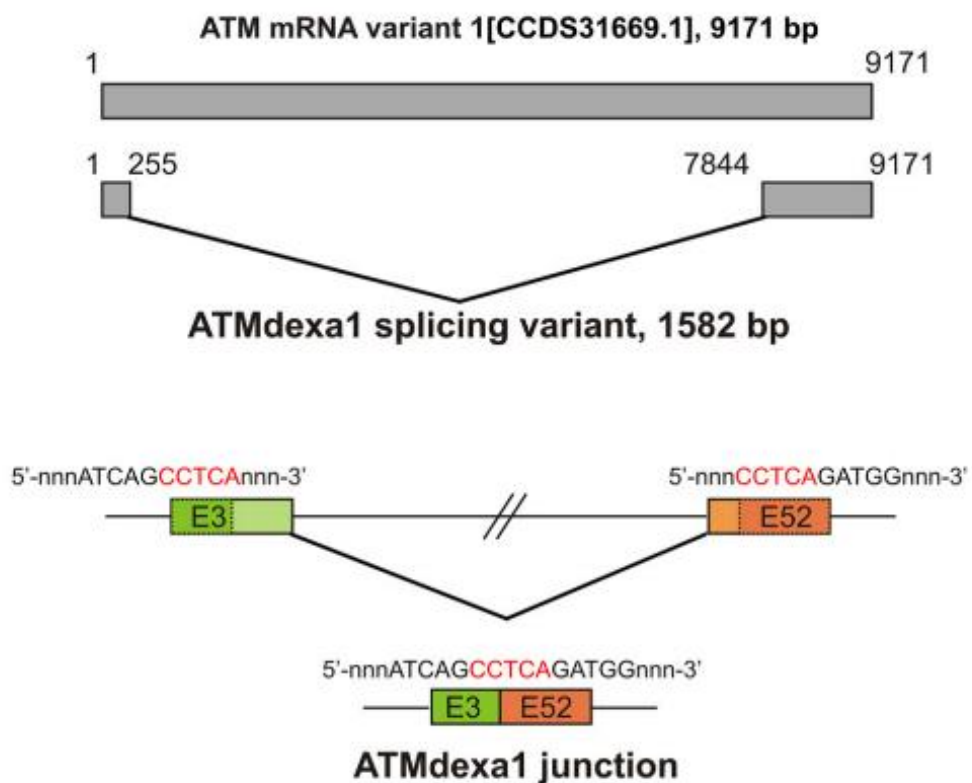 ATM mRNA variant 1[CCDS31669.1], 9171 bp
1 9171
1 255 7844 9171
ATMdexa1 splicing variant, 1582 bp
5'-nnnATCAGCCTCAnnn-3' 5'-nnnCCTCAGATGGnnn-3'
E3 E52
5'-nnnATCAGCCTCAGATGGnnn-3'
E3 E52
ATMdexa1 junction